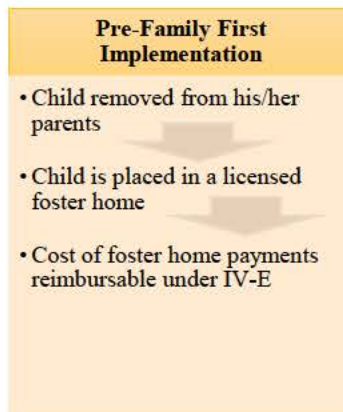 Pre-Family First
Implementation
• Child removed from his/her
parents
• Child is placed in a licensed
foster home
• Cost of foster home payments
reimbursable under IV-E